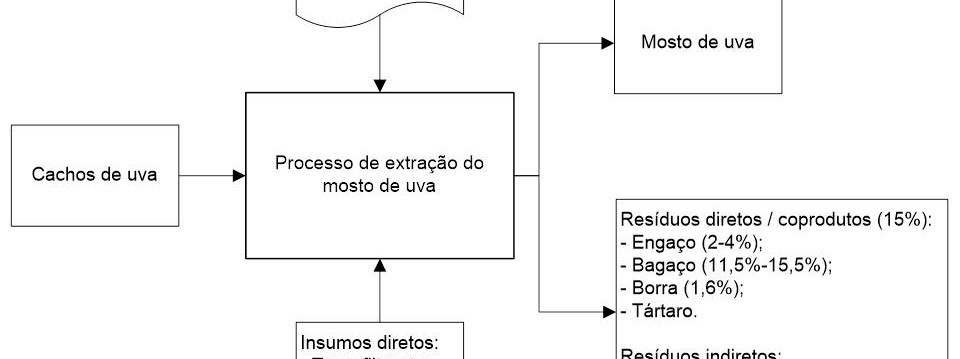 Mosto de uva
Cachos de uva
Processo de extração do
mosto de uva
Resíduos diretos / coprodutos (15%):
- Engaço (2-4%);
- Bagaço (11,5%-15,5%);
- Borra (1,6%);
- Tártaro.
Insumos diretos:
Resíduos indiretos: